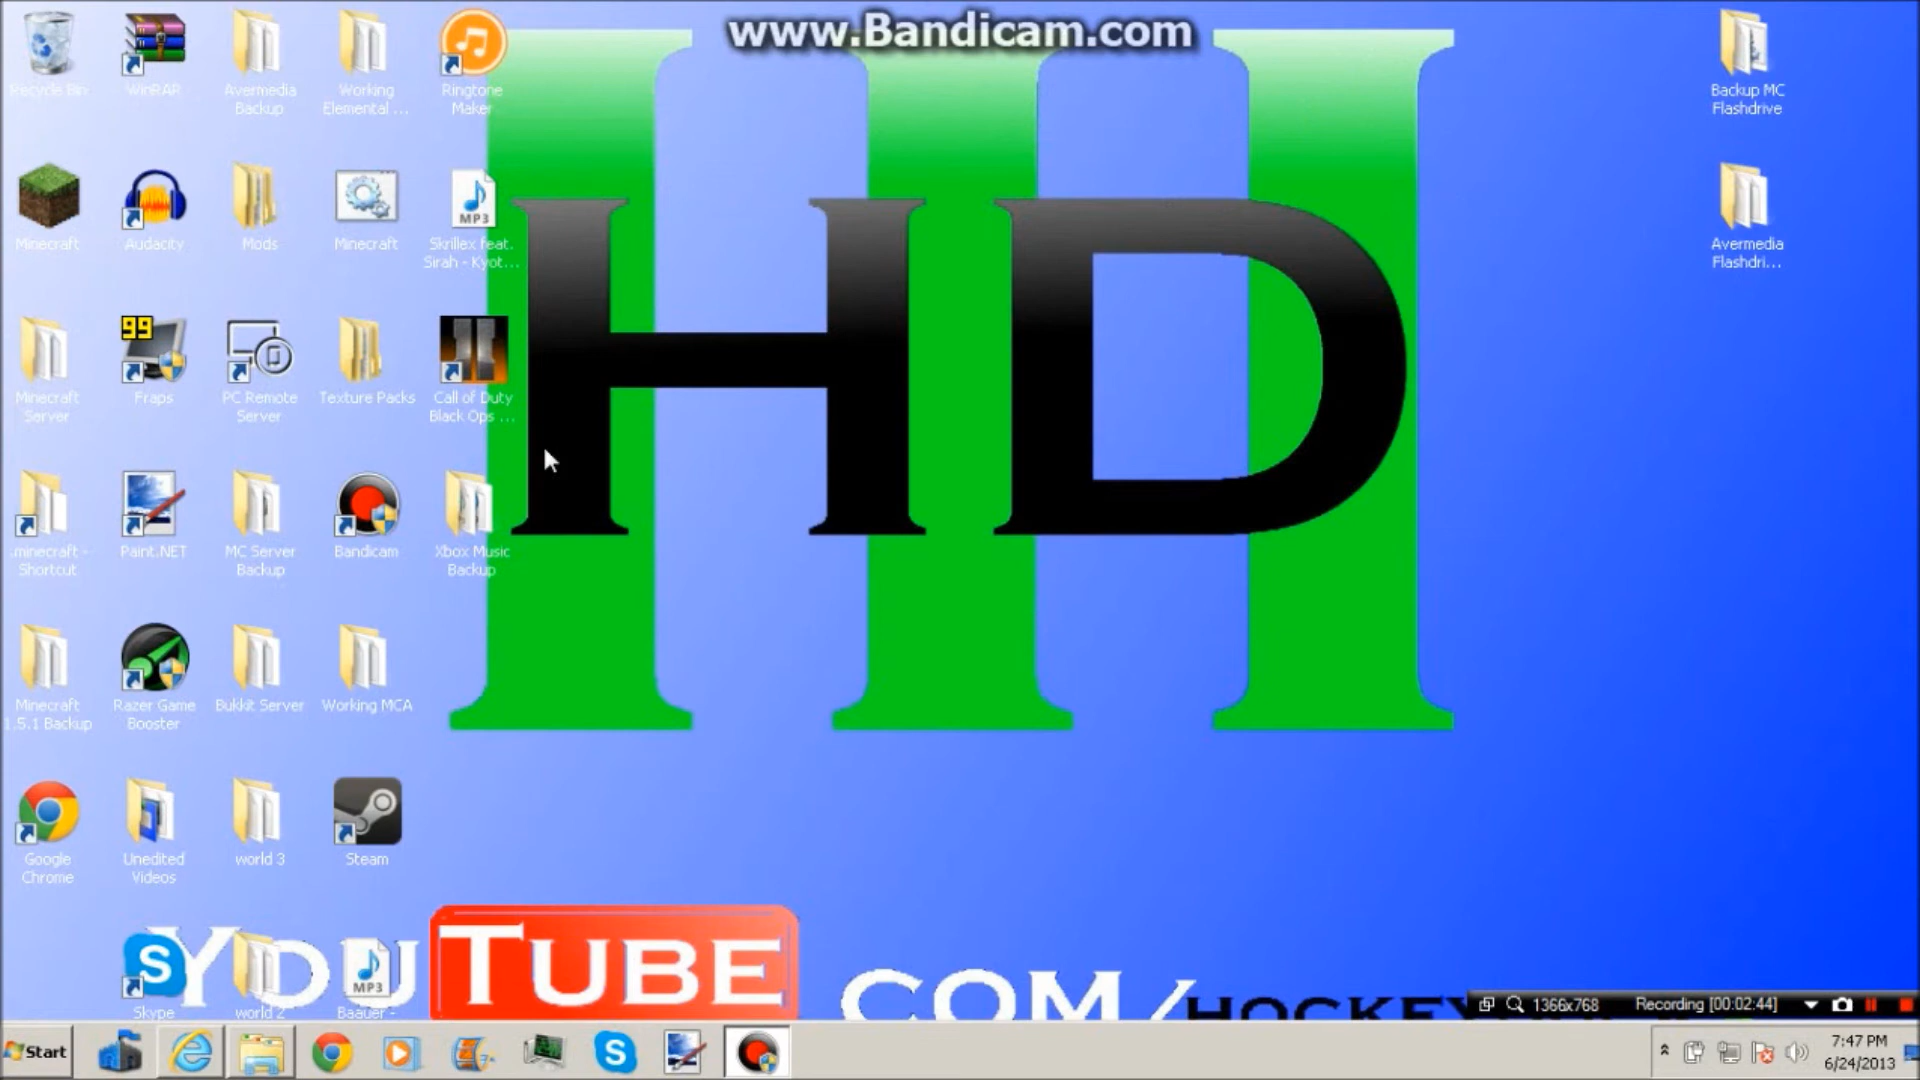 www.Bandicam.com
Recycle Bin
WinRAR
Avermedia
Backup
Working
Elemental ...
Ringtone
Maker
Backup MC
Flashdrive
Minecraft
Audacity
Mods
Minecraft
MP3
Skrillex feat.
Sirah - Kyot...
Avermedia
Flashdri...
HD
Minecraft
Server
99
Fraps
PC Remote
Server
Texture Packs
Call of Duty
Black Ops ...
.minecraft -
Shortcut
Paint.NET
MC Server
Backup
Bandicam
Xbox Music
Backup
Minecraft
1.5.1 Backup
Razer Game
Booster
Bukkit Server
Working MCA
Google
Chrome
Unedited
Videos
world 3
Steam
YouTube
.com/hockey
S
Skype
world 2
MP3
Baauer -
1366x768
Recording [00:02:44]
Start
S
7:47 PM
6/24/2013